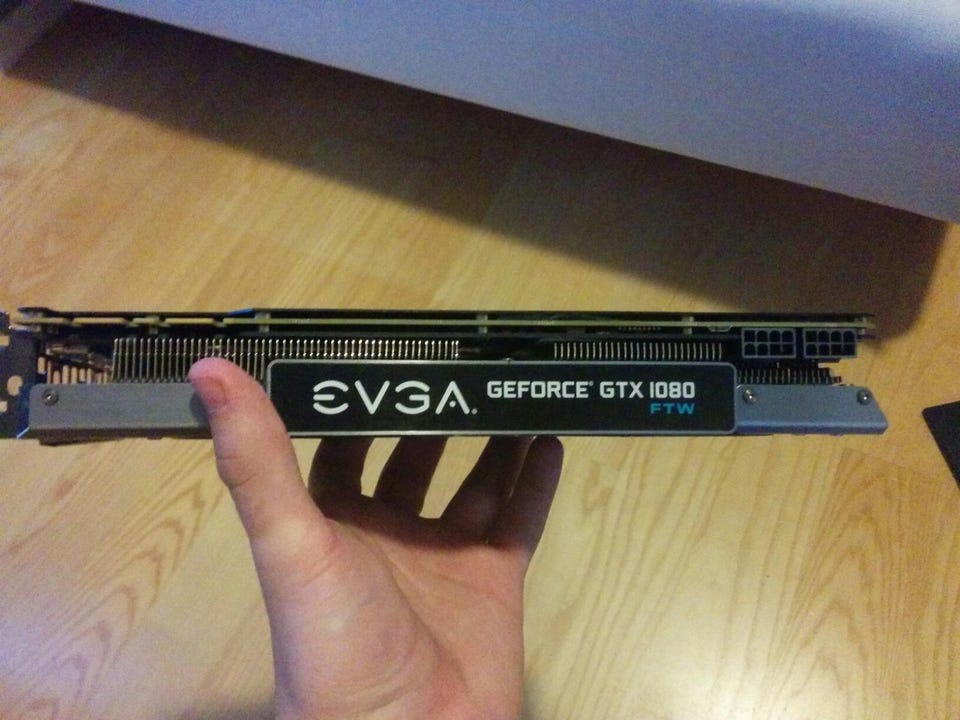 EVGA. GEFORCE® GTX 1080
FTW